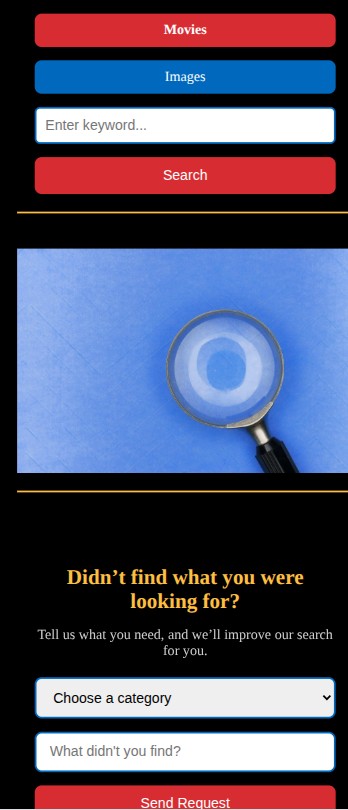 Movies
Images
Enter keyword...
Search
Didn’t find what you were
looking for?
Tell us what you need, and we’ll improve our search
for you.
Choose a category
What didn't you find?
Send Request